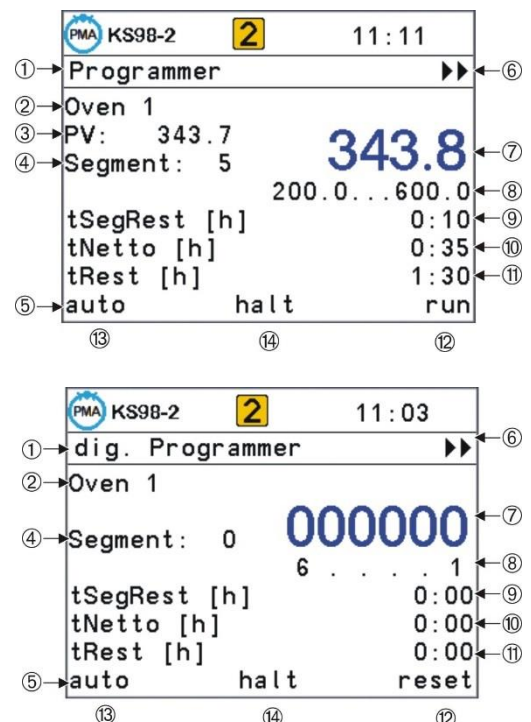 PMA KS98-2 2 11:11
① Programmer ⑥
② Oven 1
③ PV: 343.7 343.8 ⑦
④ Segment: 5
200.0...600.0 ⑧
tSegRest [h] 0:10 ⑨
tNetto [h] 0:35 ⑩
tRest [h] 1:30 ⑪
⑤ auto halt run
⑬ ⑭ ⑫
PMA KS98-2 2 11:03
① dig. Programmer ⑥
② Oven 1
④ Segment: 0 000000 ⑦
6 . . . . 1 ⑧
tSegRest [h] 0:00 ⑨
tNetto [h] 0:00 ⑩
tRest [h] 0:00 ⑪
⑤ auto halt reset
⑬ ⑭ ⑫